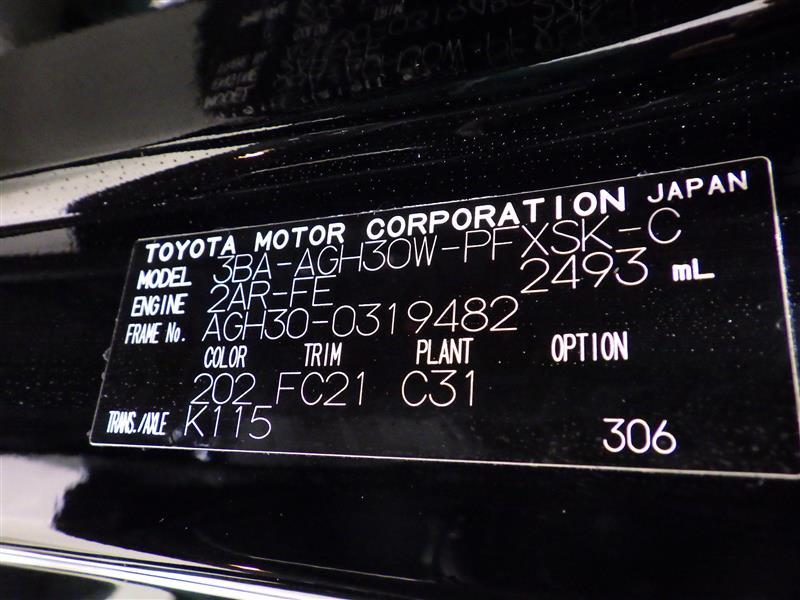 TOYOTA MOTOR CORPORATION JAPAN
MODEL 3BA-AGH30W-PFXSK-C
ENGINE 2AR-FE 2493 mL
FRAME No. AGH30-0319482
COLOR TRIM PLANT OPTION
202 FC21 C31
TRANS./AXLE K115
306